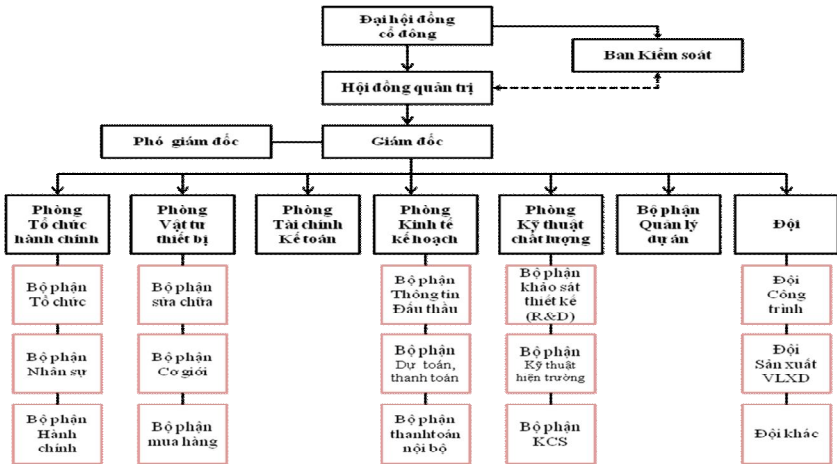 Đại hội đồng
cổ đông
Ban Kiểm soát
Hội đồng quản trị
Phó giám đốc
Giám đốc
Phòng
Tổ chức
hành chính
Phòng
Vật tư
thiết bị
Phòng
Tài chính
Kế toán
Phòng
Kinh tế
kế hoạch
Phòng
Kỹ thuật
chất lượng
Bộ phận
Quản lý
dự án
Đội
Bộ phận
Tổ chức
Bộ phận
sửa chữa
Bộ phận
Thông tin
Đấu thầu
Bộ phận
khảo sát
thiết kế
(R&D)
Đội
Công
trình
Bộ phận
Nhân sự
Bộ phận
Cơ giới
Bộ phận
Dự toán,
thanh toán
Bộ phận
Kỹ thuật
hiện trường
Đội
Sản xuất
VLXD
Bộ phận
Hành
chính
Bộ phận
mua hàng
Bộ phận
thanhtoán
nội bộ
Bộ phận
KCS
Đội khác